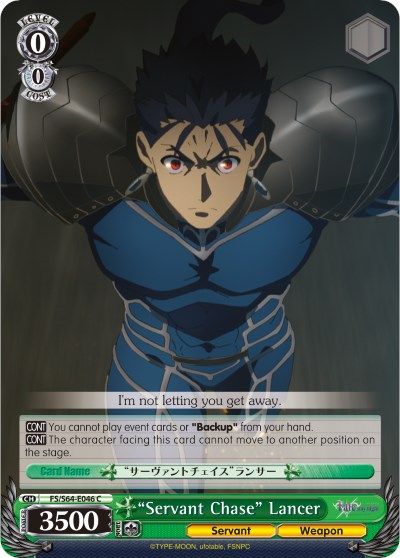 LEVEL
0
0
COST
I'm not letting you get away.
CONT You cannot play event cards or "Backup" from your hand.
CONT The character facing this card cannot move to another position on
the stage.
Card Name "サーヴァントチェイス"ランサー
CH FS/S64-E046 C
"Servant Chase" Lancer
3500
Servant Weapon
©TYPE-MOON, ufotable, FSNPC